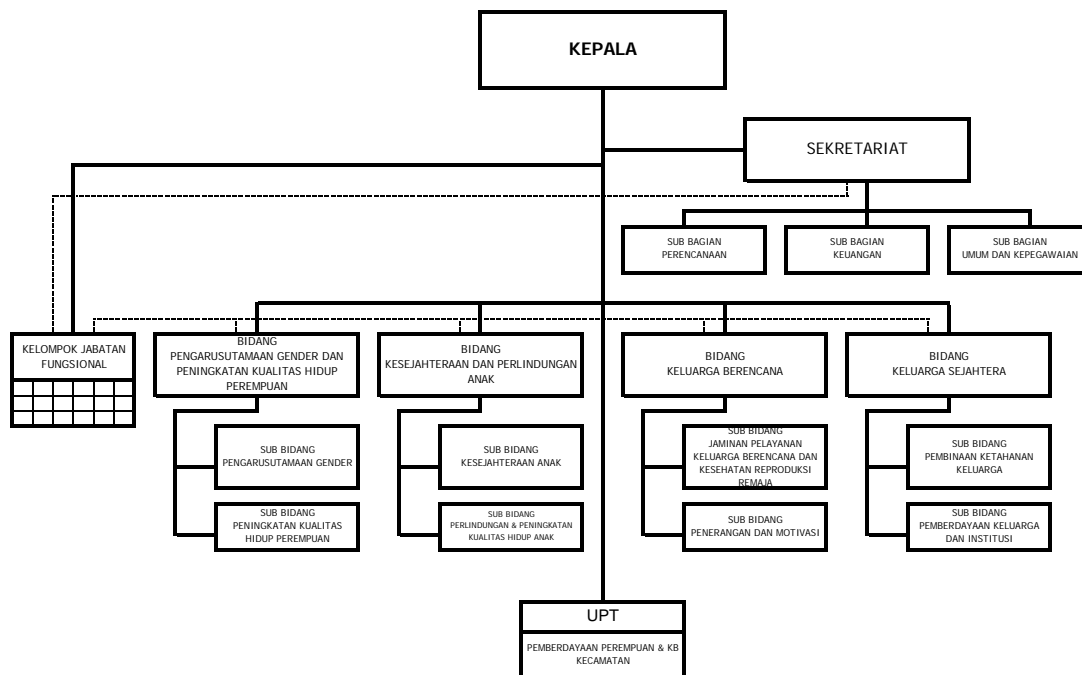 KEPALA
SEKRETARIAT
SUB BAGIAN
PERENCANAAN
SUB BAGIAN
KEUANGAN
SUB BAGIAN
UMUM DAN KEPEGAWAIAN
KELOMPOK JABATAN
FUNGSIONAL
BIDANG
PENGARUSUTAMAAN GENDER DAN
PENINGKATAN KUALITAS HIDUP
PEREMPUAN
BIDANG
KESEJAHTERAAN DAN PERLINDUNGAN
ANAK
BIDANG
KELUARGA BERENCANA
BIDANG
KELUARGA SEJAHTERA
SUB BIDANG
PENGARUSUTAMAAN GENDER
SUB BIDANG
KESEJAHTERAAN ANAK
SUB BIDANG
JAMINAN PELAYANAN
KELUARGA BERENCANA DAN
KESEHATAN REPRODUKSI
REMAJA
SUB BIDANG
PEMBINAAN KETAHANAN
KELUARGA
SUB BIDANG
PENINGKATAN KUALITAS
HIDUP PEREMPUAN
SUB BIDANG
PERLINDUNGAN & PENINGKATAN
KUALITAS HIDUP ANAK
SUB BIDANG
PENERANGAN DAN MOTIVASI
SUB BIDANG
PEMBERDAYAAN KELUARGA
DAN INSTITUSI
UPT
PEMBERDAYAAN PEREMPUAN & KB
KECAMATAN